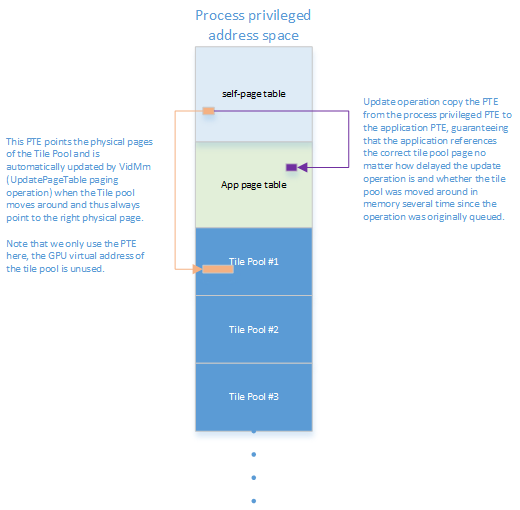 Process privileged
address space
self-page table
Update operation copy the PTE
from the process privileged PTE to
the application PTE, guaranteeing
that the application references
the correct tile pool page no
matter how delayed the update
operation is and whether the tile
pool was moved around in
memory several time since the
operation was originally queued.
This PTE points the physical pages
of the Tile Pool and is
automatically updated by VidMm
(UpdatePageTable paging
operation) when the Tile pool
moves around and thus always
point to the right physical page.
Note that we only use the PTE
here, the GPU virtual address of
the tile pool is unused.
App page table
Tile Pool #1
Tile Pool #2
Tile Pool #3